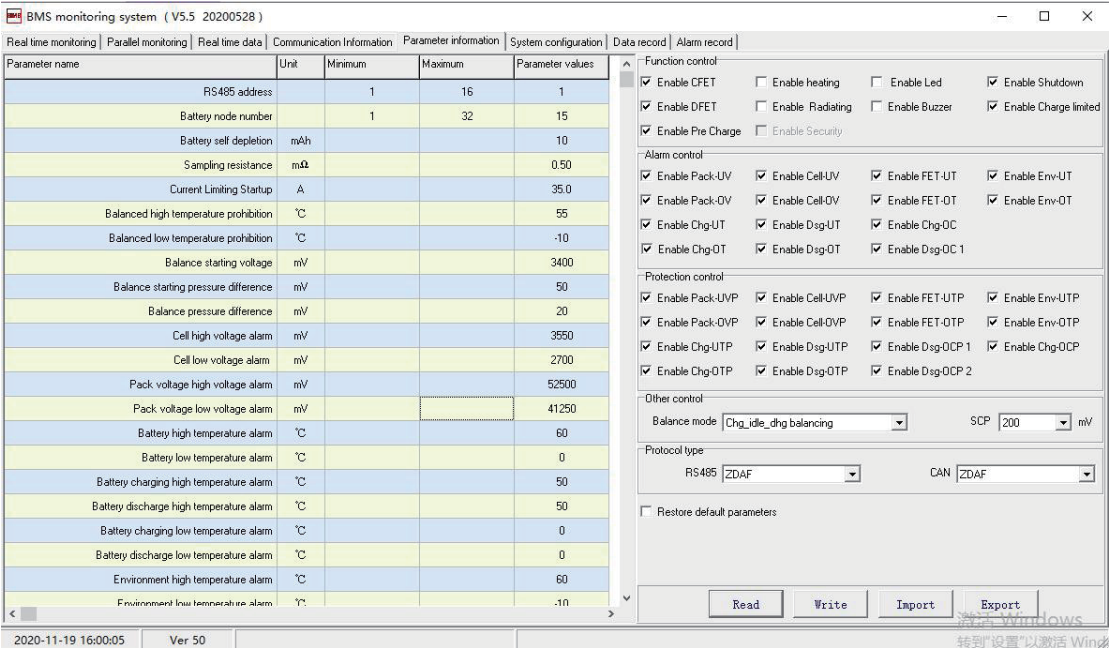 BMS monitoring system ( V5.5 20200528 )
Real time monitoring Parallel monitoring Real time data Communication Information Parameter information System configuration Data record Alarm record
Parameter name Unit Minimum Maximum Parameter values
RS485 address 1 16 1
Battery node number 1 32 15
Battery self depletion mAh 10
Sampling resistance mΩ 0.50
Current Limiting Startup A 35.0
Balanced high temperature prohibition ℃ 55
Balanced low temperature prohibition ℃ -10
Balance starting voltage mV 3400
Balance starting pressure difference mV 50
Balance pressure difference mV 20
Cell high voltage alarm mV 3550
Cell low voltage alarm mV 2700
Pack voltage high voltage alarm mV 52500
Pack voltage low voltage alarm mV 41250
Battery high temperature alarm ℃ 60
Battery low temperature alarm ℃ 0
Battery charging high temperature alarm ℃ 50
Battery discharge high temperature alarm ℃ 50
Battery charging low temperature alarm ℃ 0
Battery discharge low temperature alarm ℃ 0
Environment high temperature alarm ℃ 60
Environment low temperature alarm ℃ -10
Function control
Enable CFET Enable heating Enable Led Enable Shutdown
Enable DFET Enable Radiating Enable Buzzer Enable Charge limited
Enable Pre Charge Enable Security
Alarm control
Enable Pack-UV Enable Cell-UV Enable FET-UT Enable Env-UT
Enable Pack-OV Enable Cell-OV Enable FET-OT Enable Env-OT
Enable Chg-UT Enable Dsg-UT Enable Chg-OC
Enable Chg-OT Enable Dsg-OT Enable Dsg-OC 1
Protection control
Enable Pack-UVP Enable Cell-UVP Enable FET-UTP Enable Env-UTP
Enable Pack-OVP Enable Cell-OVP Enable FET-OTP Enable Env-OTP
Enable Chg-UTP Enable Dsg-UTP Enable Dsg-OCP 1 Enable Chg-OCP
Enable Chg-OTP Enable Dsg-OTP Enable Dsg-OCP 2
Other control
Balance mode Chg_idle_dhg balancing SCP 200 mV
Protocol type
RS485 ZDAF CAN ZDAF
Restore default parameters
Read Write Import Export
激活 Windows
转到"设置"以激活 Wind
2020-11-19 16:00:05 Ver 50